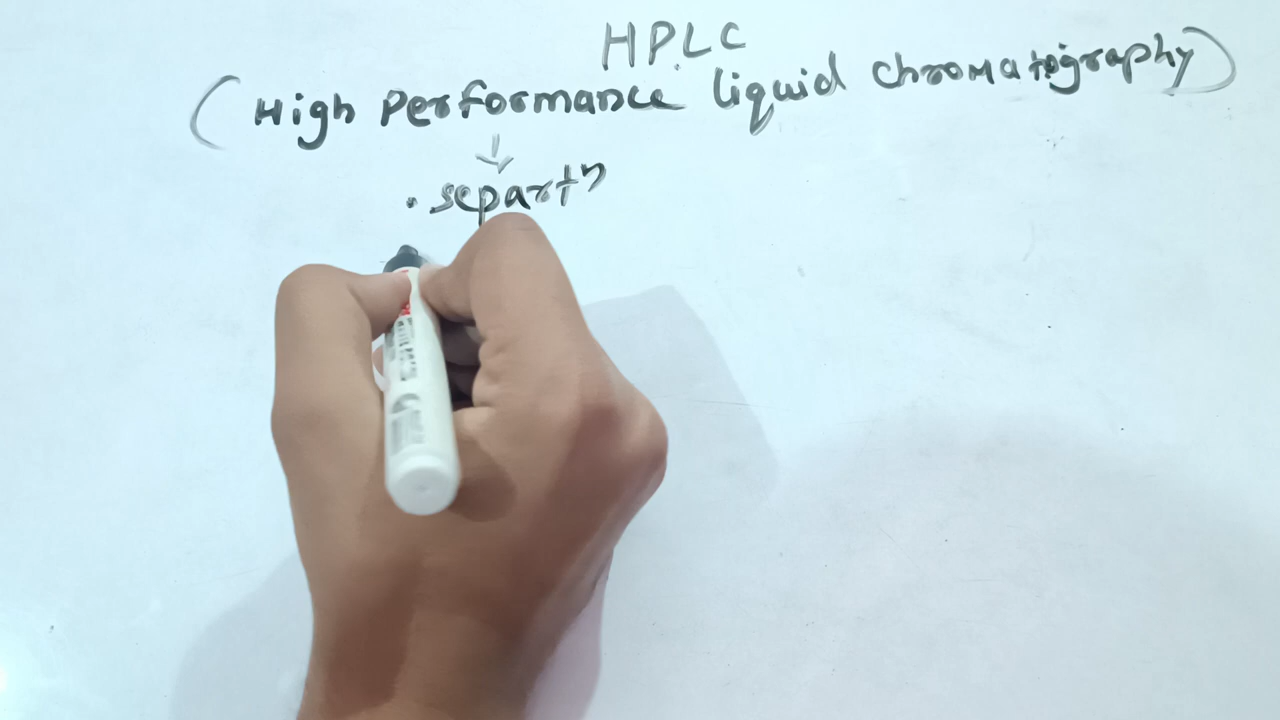 HPLC
(High Performance liquid chromatography)
↓
. separtn